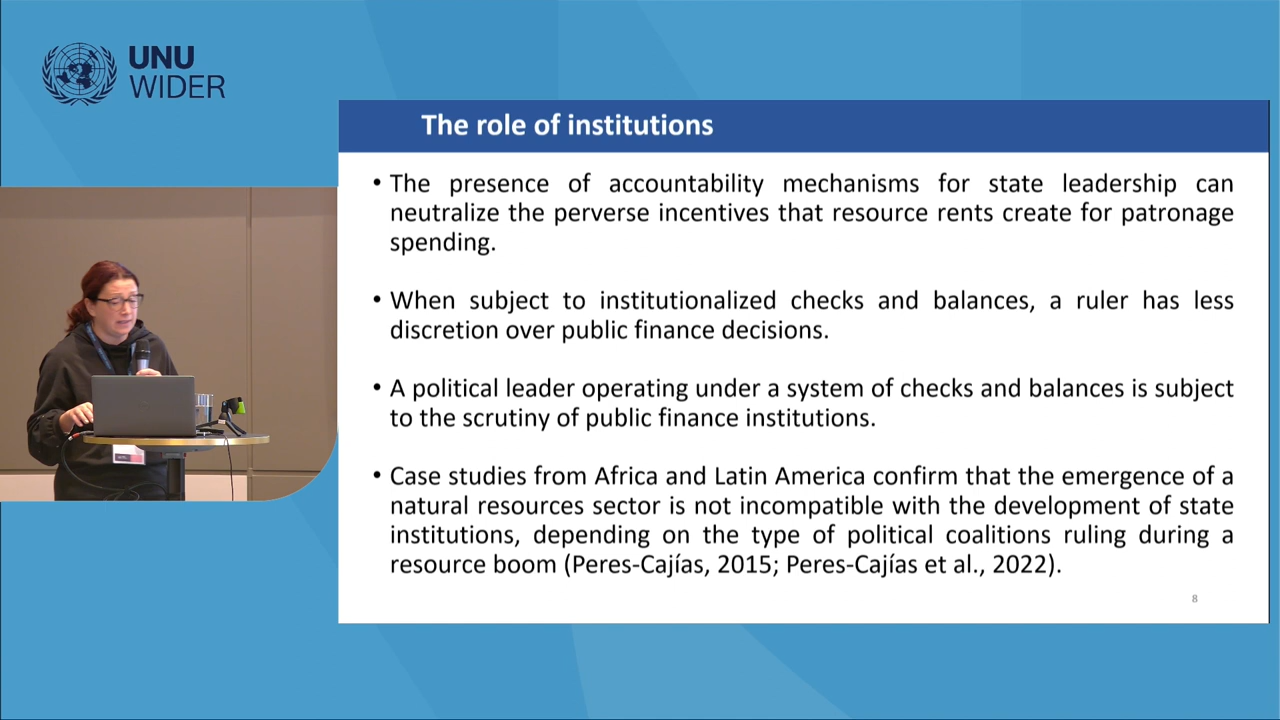 UNU
WIDER
The role of institutions
• The presence of accountability mechanisms for state leadership can
neutralize the perverse incentives that resource rents create for patronage
spending.
• When subject to institutionalized checks and balances, a ruler has less
discretion over public finance decisions.
• A political leader operating under a system of checks and balances is subject
to the scrutiny of public finance institutions.
• Case studies from Africa and Latin America confirm that the emergence of a
natural resources sector is not incompatible with the development of state
institutions, depending on the type of political coalitions ruling during a
resource boom (Peres-Cajías, 2015; Peres-Cajías et al., 2022).
8